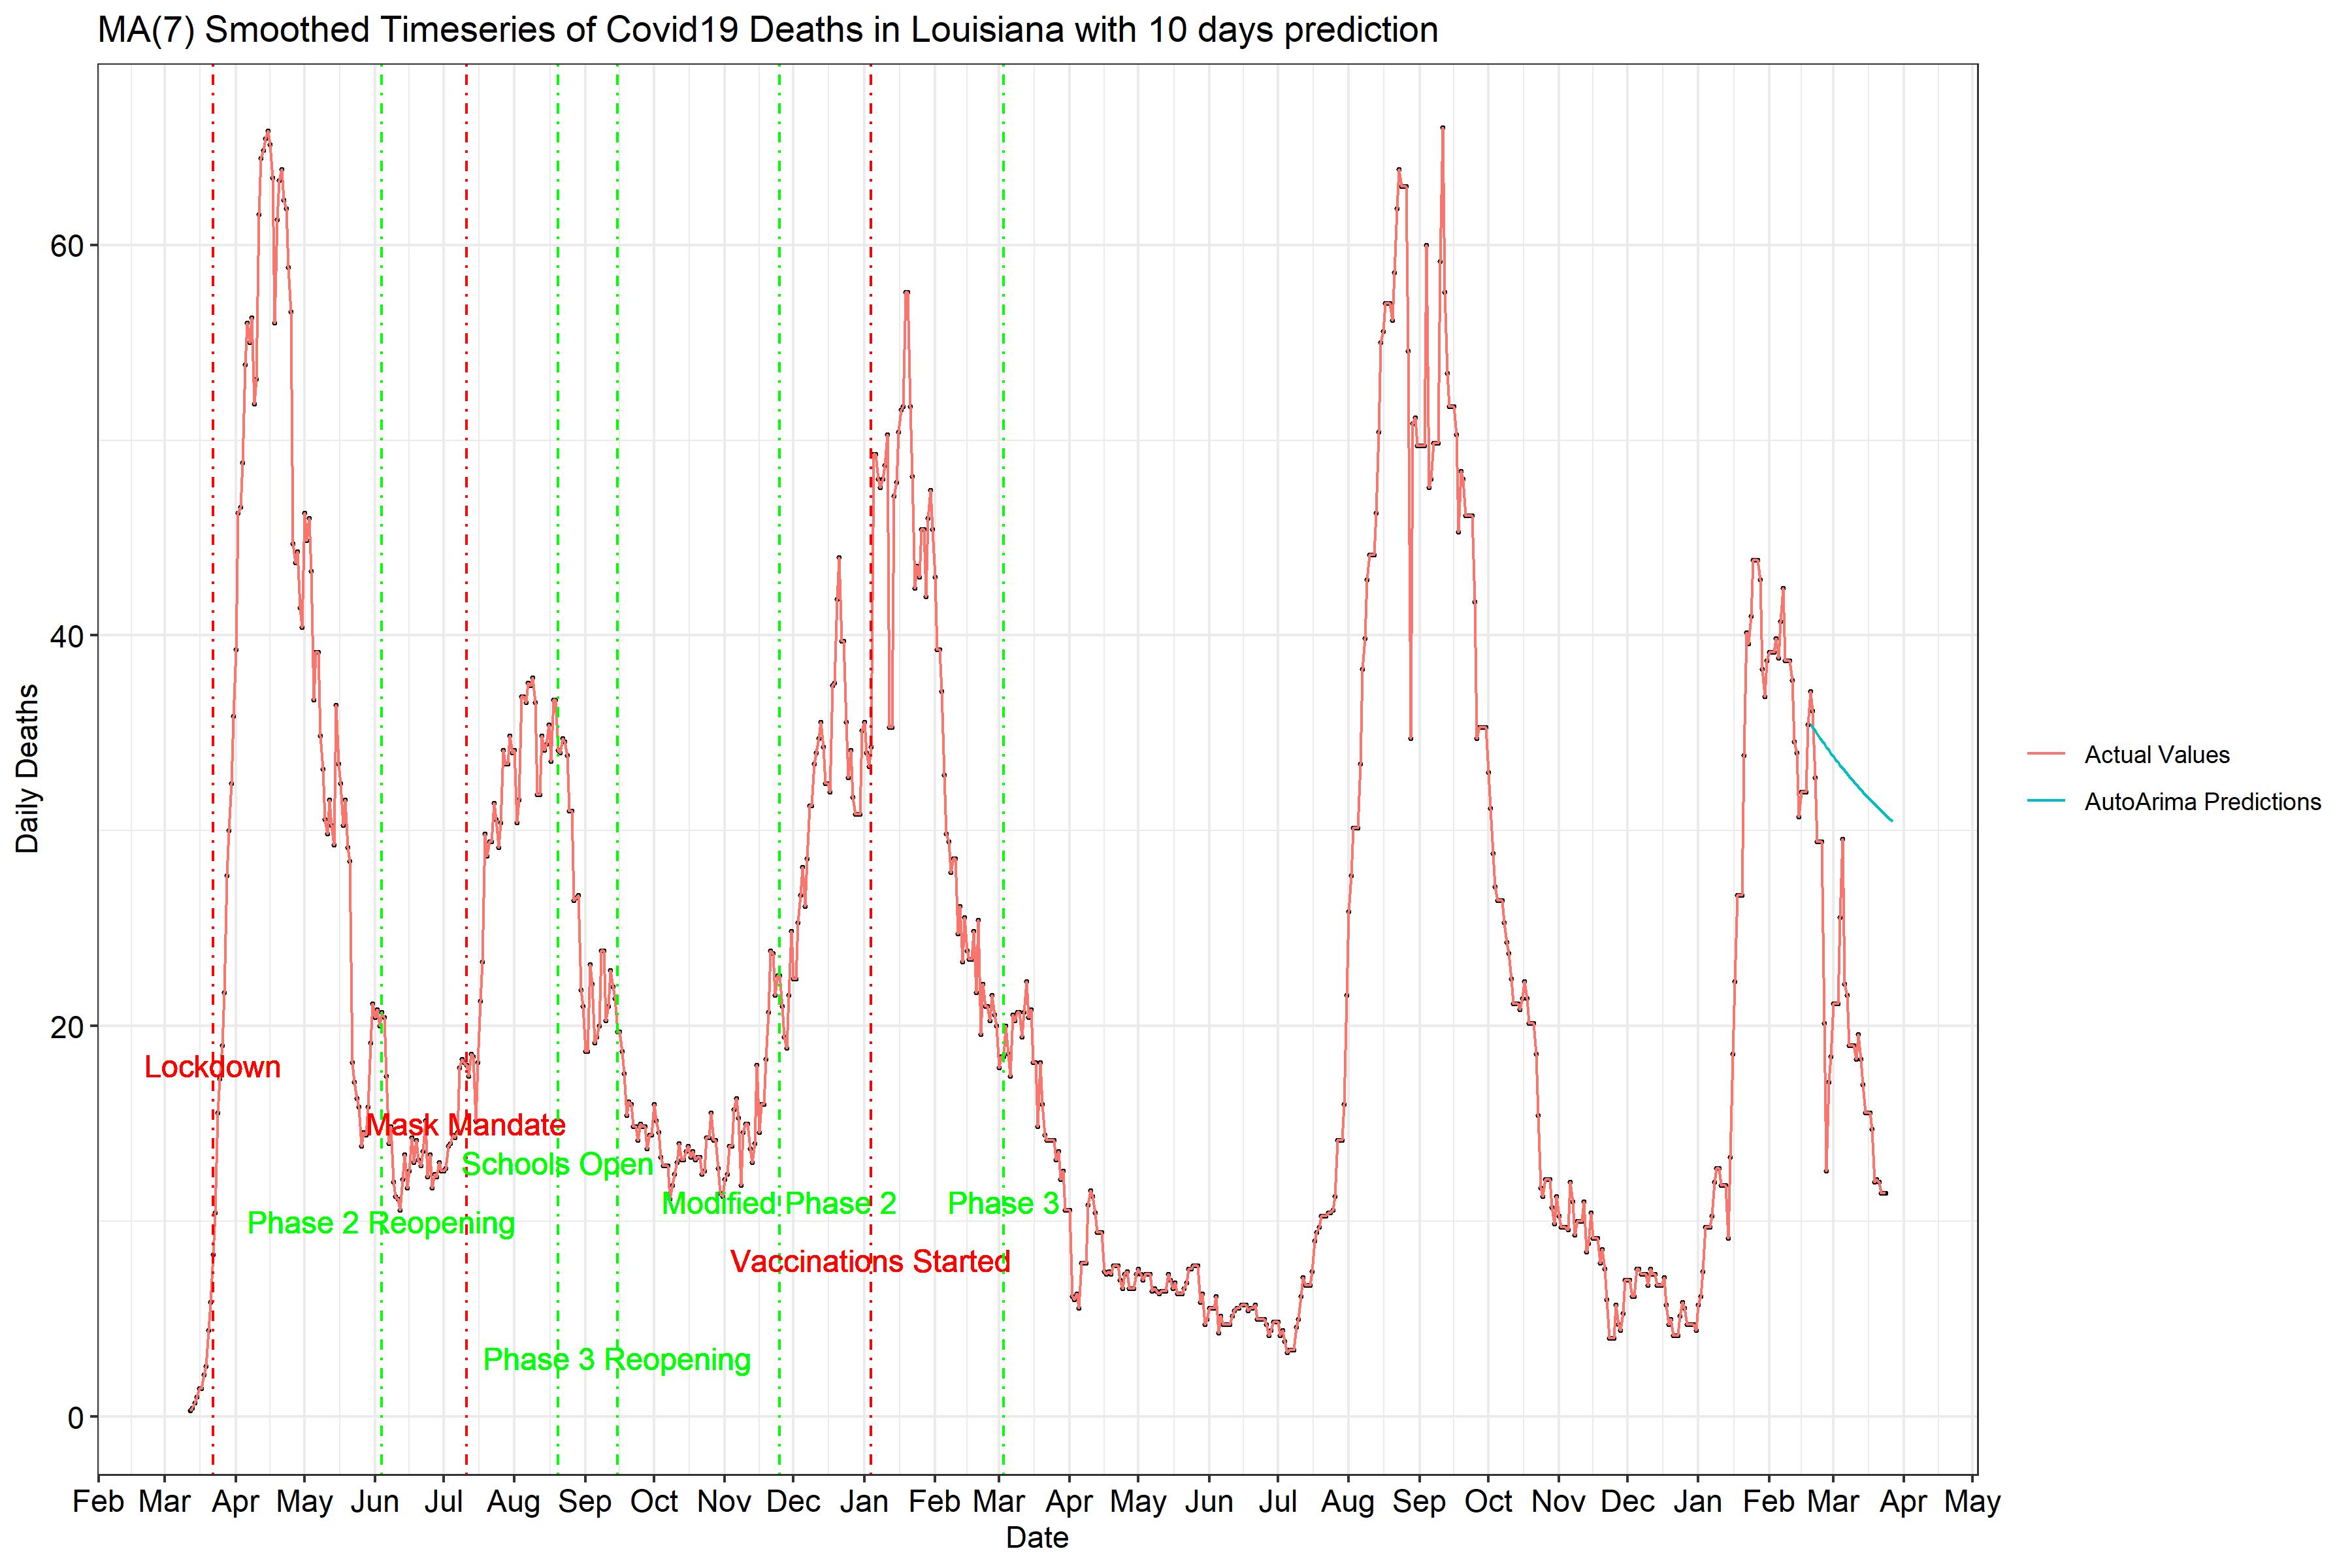 MA(7) Smoothed Timeseries of Covid19 Deaths in Louisiana with 10 days prediction
Daily Deaths
60
40
20
0
Lockdown
Mask Mandate
Schools Open
Phase 2 Reopening
Modified Phase 2
Phase 3
Vaccinations Started
Phase 3 Reopening
Actual Values
AutoArima Predictions
Feb Mar Apr May Jun Jul Aug Sep Oct Nov Dec Jan Feb Mar Apr May Jun Jul Aug Sep Oct Nov Dec Jan Feb Mar Apr May
Date